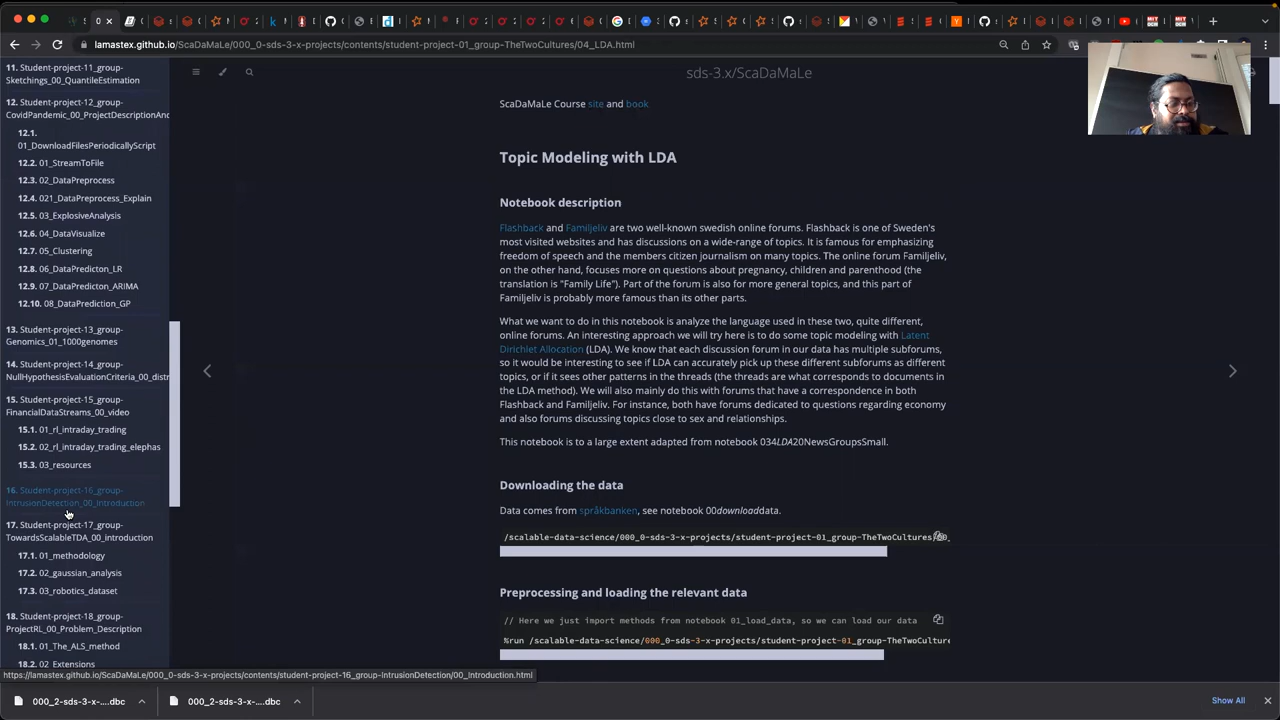 lamastex.github.io/ScaDaMaLe/000_0-sds-3-x-projects/contents/student-project-01_group-TheTwoCultures/04_LDA.html
11. Student-project-11_group-
Sketchings_00_QuantileEstimation
12. Student-project-12_group-
CovidPandemic_00_ProjectDescriptionAnd
12.1.
01_DownloadFilesPeriodicallyScript
12.2. 01_StreamToFile
12.3. 02_DataPreprocess
12.4. 021_DataPreprocess_Explain
12.5. 03_ExplosiveAnalysis
12.6. 04_DataVisualize
12.7. 05_Clustering
12.8. 06_DataPredicton_LR
12.9. 07_DataPredicton_ARIMA
12.10. 08_DataPrediction_GP
13. Student-project-13_group-
Genomics_01_1000genomes
14. Student-project-14_group-
NullHypothesisEvaluationCriteria_00_distr
15. Student-project-15_group-
FinancialDataStreams_00_video
15.1. 01_rl_intraday_trading
15.2. 02_rl_intraday_trading_elephas
15.3. 03_resources
16. Student-project-16_group-
IntrusionDetection_00_Introduction
17. Student-project-17_group-
TowardsScalableTDA_00_introduction
17.1. 01_methodology
17.2. 02_gaussian_analysis
17.3. 03_robotics_dataset
18. Student-project-18_group-
ProjectRL_00_Problem_Description
18.1. 01_The_ALS_method
18.2. 02_Extensions
sds-3.x/ScaDaMaLe
ScaDaMaLe Course site and book
Topic Modeling with LDA
Notebook description
Flashback and Familjeliv are two well-known swedish online forums. Flashback is one of Sweden's
most visited websites and has discussions on a wide-range of topics. It is famous for emphasizing
freedom of speech and the members citizen journalism on many topics. The online forum Familjeliv,
on the other hand, focuses more on questions about pregnancy, children and parenthood (the
translation is "Family Life"). Part of the forum is also for more general topics, and this part of
Familjeliv is probably more famous than its other parts.
What we want to do in this notebook is analyze the language used in these two, quite different,
online forums. An interesting approach we will try here is to do some topic modeling with Latent
Dirichlet Allocation (LDA). We know that each discussion forum in our data has multiple subforums,
so it would be interesting to see if LDA can accurately pick up these different subforums as different
topics, or if it sees other patterns in the threads (the threads are what corresponds to documents in
the LDA method). We will also mainly do this with forums that have a correspondence in both
Flashback and Familjeliv. For instance, both have forums dedicated to questions regarding economy
and also forums discussing topics close to sex and relationships.
This notebook is to a large extent adapted from notebook 034LDA20NewsGroupsSmall.
Downloading the data
Data comes from språkbanken, see notebook 00downloaddata.
/scalable-data-science/000_0-sds-3-x-projects/student-project-01_group-TheTwoCultures/00_
Preprocessing and loading the relevant data
// Here we just import methods from notebook 01_load_data, so we can load our data
%run /scalable-data-science/000_0-sds-3-x-projects/student-project-01_group-TheTwoCulture
https://lamastex.github.io/ScaDaMaLe/000_0-sds-3-x-projects/contents/student-project-16_group-IntrusionDetection/00_Introduction.html
000_2-sds-3-x-....dbc
000_2-sds-3-x-....dbc
Show All